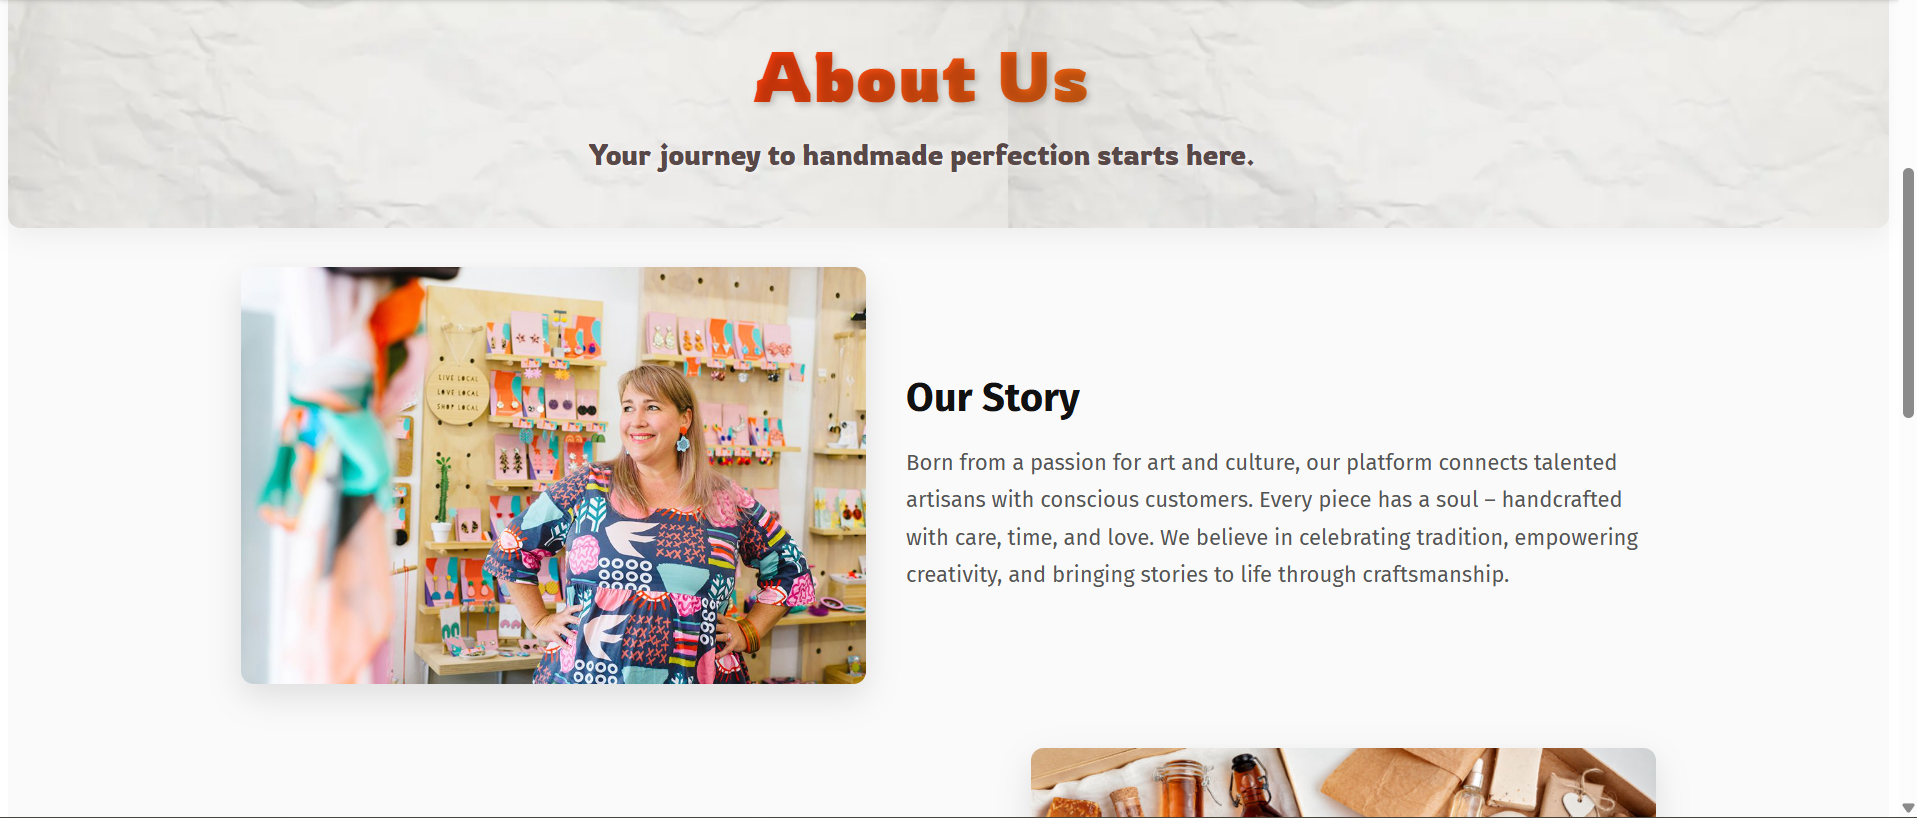 About Us
Your journey to handmade perfection starts here.
LIVE LOCAL
LOVE LOCAL
SHOP LOCAL
Our Story
Born from a passion for art and culture, our platform connects talented
artisans with conscious customers. Every piece has a soul – handcrafted
with care, time, and love. We believe in celebrating tradition, empowering
creativity, and bringing stories to life through craftsmanship.